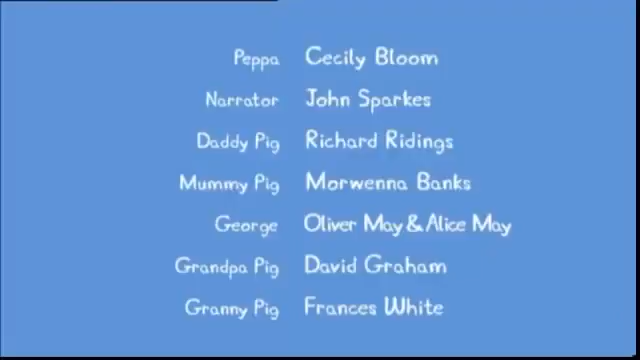 Peppa Cecily Bloom
Narrator John Sparkes
Daddy Pig Richard Ridings
Mummy Pig Morwenna Banks
George Oliver May & Alice May
Grandpa Pig David Graham
Granny Pig Frances White